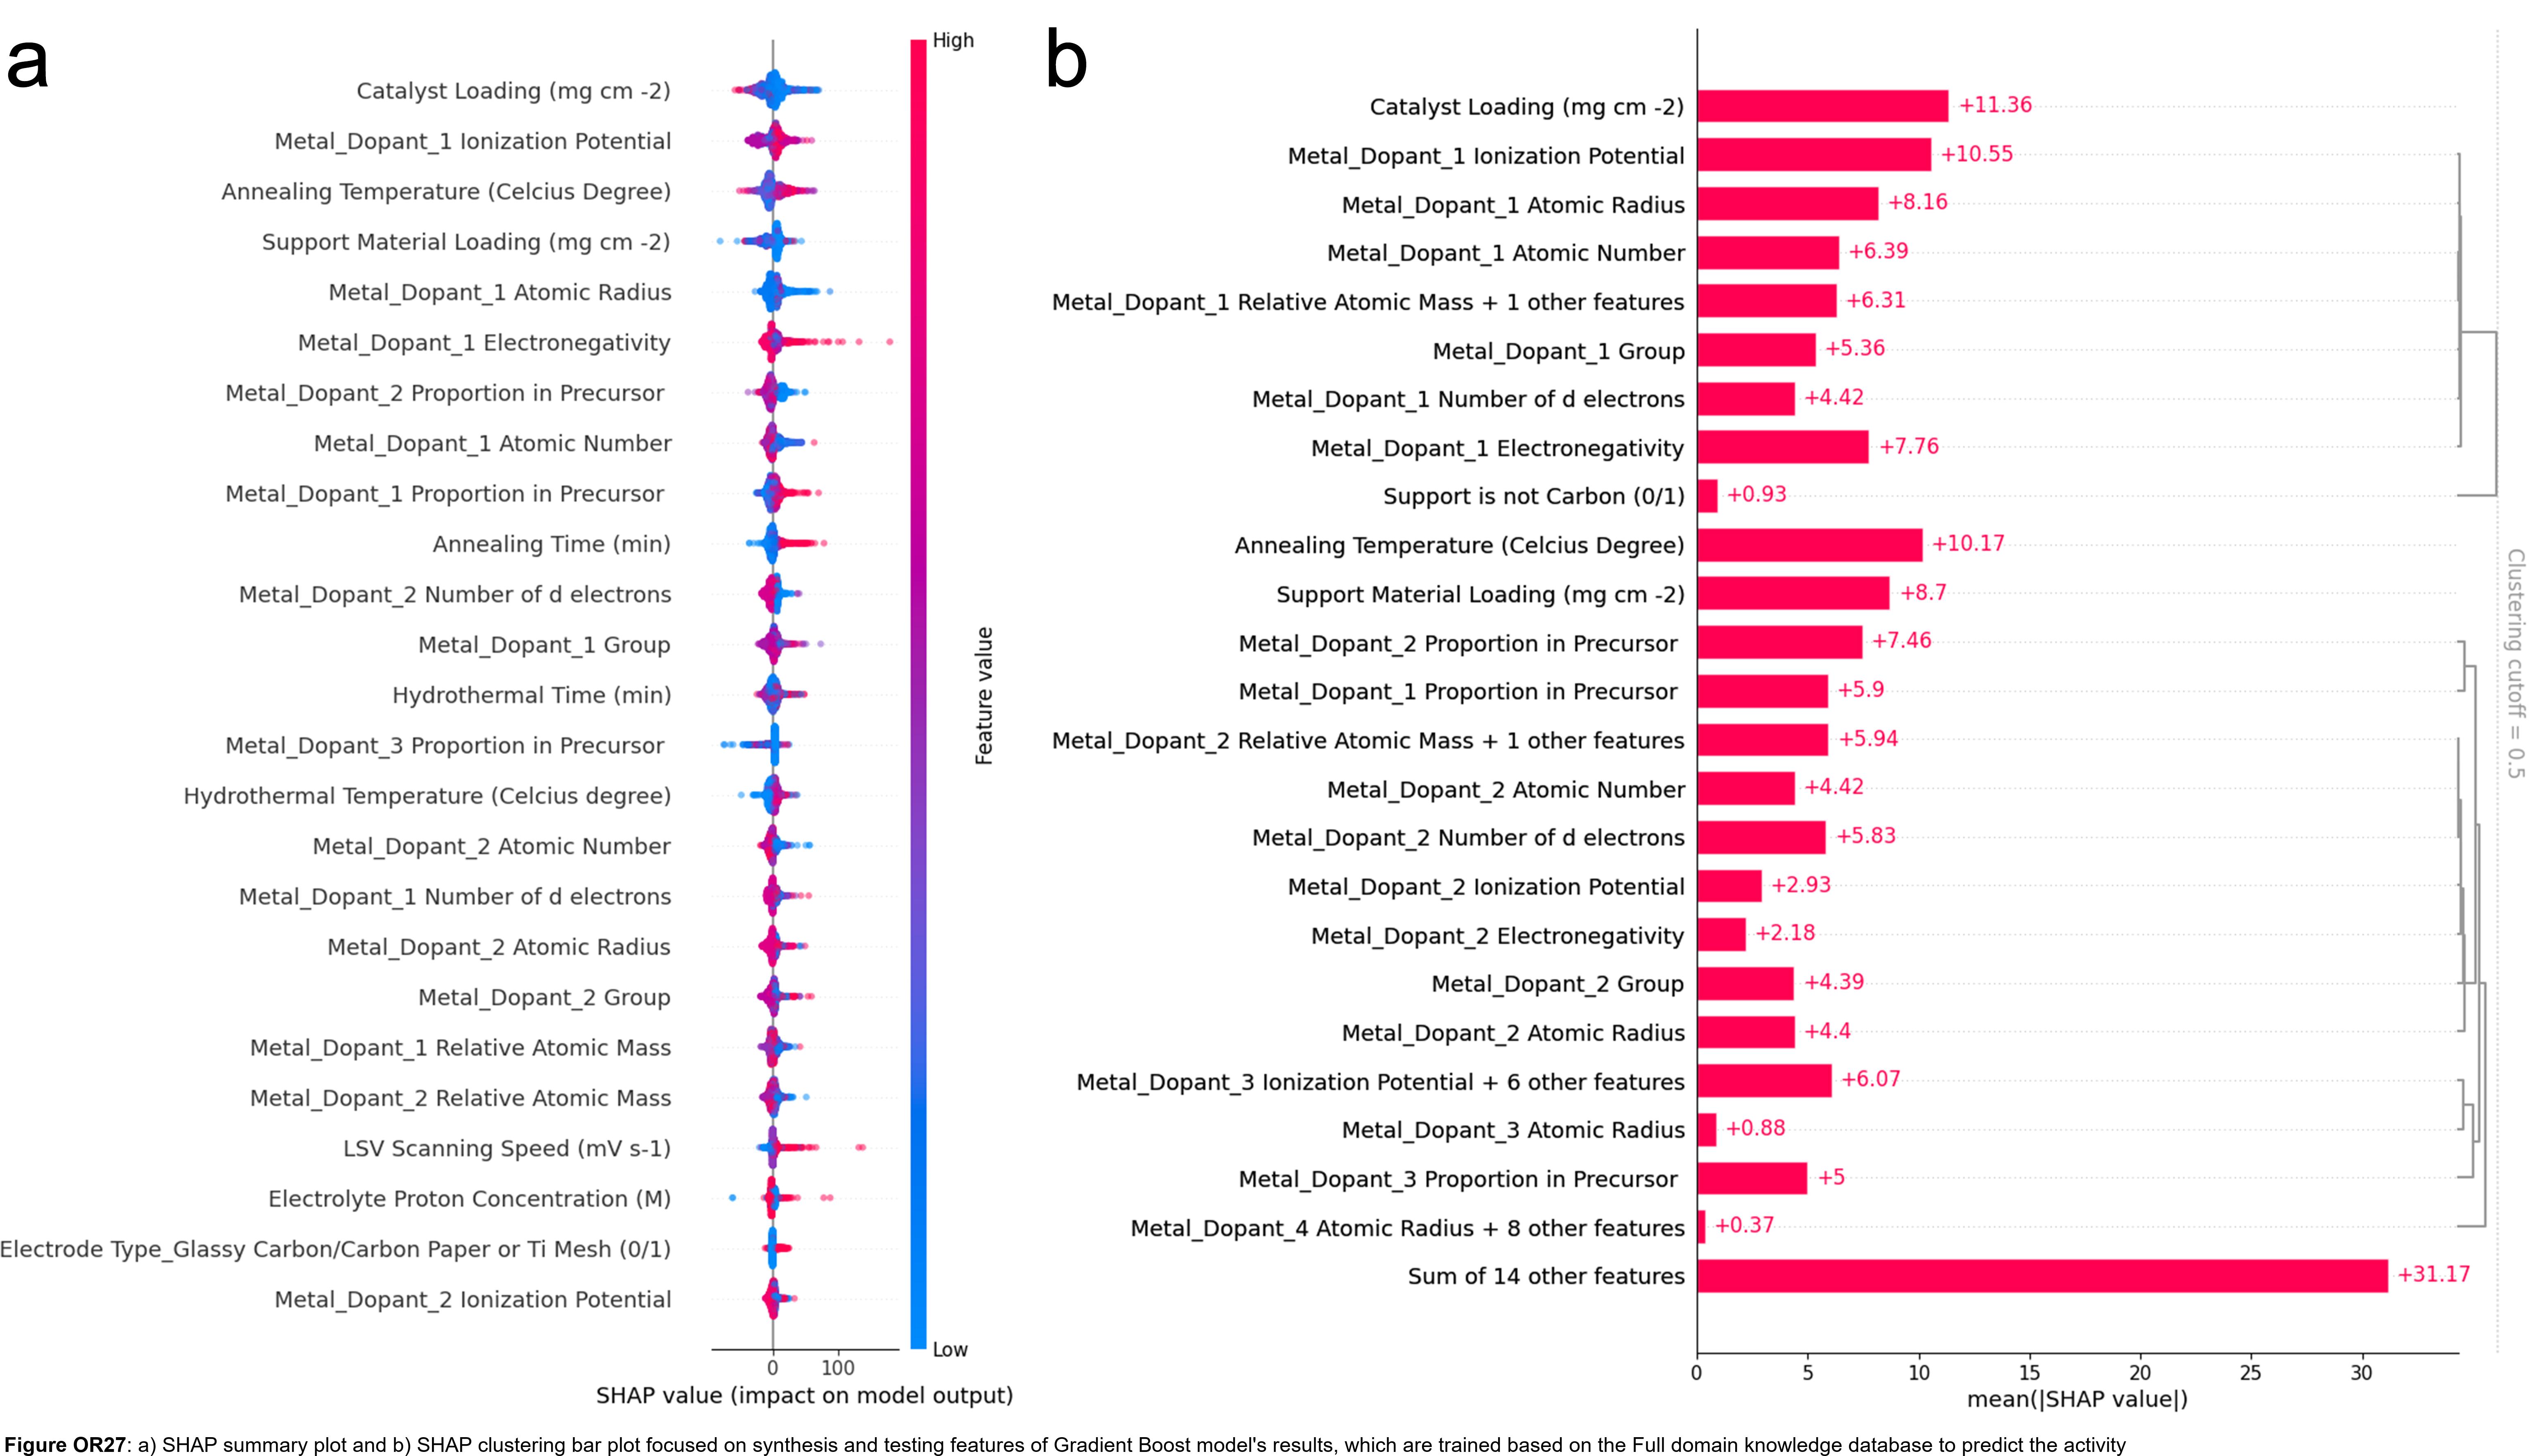 a
High
Catalyst Loading (mg cm -2)
Metal_Dopant_1 Ionization Potential
Annealing Temperature (Celcius Degree)
Support Material Loading (mg cm -2)
Metal_Dopant_1 Atomic Radius
Metal_Dopant_1 Electronegativity
Metal_Dopant_2 Proportion in Precursor
Metal_Dopant_1 Atomic Number
Metal_Dopant_1 Proportion in Precursor
Annealing Time (min)
Metal_Dopant_2 Number of d electrons
Metal_Dopant_1 Group
Hydrothermal Time (min)
Metal_Dopant_3 Proportion in Precursor
Hydrothermal Temperature (Celcius degree)
Metal_Dopant_2 Atomic Number
Metal_Dopant_1 Number of d electrons
Metal_Dopant_2 Atomic Radius
Metal_Dopant_2 Group
Metal_Dopant_1 Relative Atomic Mass
Metal_Dopant_2 Relative Atomic Mass
LSV Scanning Speed (mV s-1)
Electrolyte Proton Concentration (M)
Electrode Type_Glassy Carbon/Carbon Paper or Ti Mesh (0/1)
Metal_Dopant_2 Ionization Potential
Feature value
Low
0 100
SHAP value (impact on model output)
b
Catalyst Loading (mg cm -2) +11.36
Metal_Dopant_1 Ionization Potential +10.55
Metal_Dopant_1 Atomic Radius +8.16
Metal_Dopant_1 Atomic Number +6.39
Metal_Dopant_1 Relative Atomic Mass + 1 other features +6.31
Metal_Dopant_1 Group +5.36
Metal_Dopant_1 Number of d electrons +4.42
Metal_Dopant_1 Electronegativity +7.76
Support is not Carbon (0/1) +0.93
Annealing Temperature (Celcius Degree) +10.17
Support Material Loading (mg cm -2) +8.7
Metal_Dopant_2 Proportion in Precursor +7.46
Metal_Dopant_1 Proportion in Precursor +5.9
Metal_Dopant_2 Relative Atomic Mass + 1 other features +5.94
Metal_Dopant_2 Atomic Number +4.42
Metal_Dopant_2 Number of d electrons +5.83
Metal_Dopant_2 Ionization Potential +2.93
Metal_Dopant_2 Electronegativity +2.18
Metal_Dopant_2 Group +4.39
Metal_Dopant_2 Atomic Radius +4.4
Metal_Dopant_3 Ionization Potential + 6 other features +6.07
Metal_Dopant_3 Atomic Radius +0.88
Metal_Dopant_3 Proportion in Precursor +5
Metal_Dopant_4 Atomic Radius + 8 other features +0.37
Sum of 14 other features +31.17
Clustering cutoff = 0.5
0 5 10 15 20 25 30
mean(|SHAP value|)
Figure OR27: a) SHAP summary plot and b) SHAP clustering bar plot focused on synthesis and testing features of Gradient Boost model's results, which are trained based on the Full domain knowledge database to predict the activity